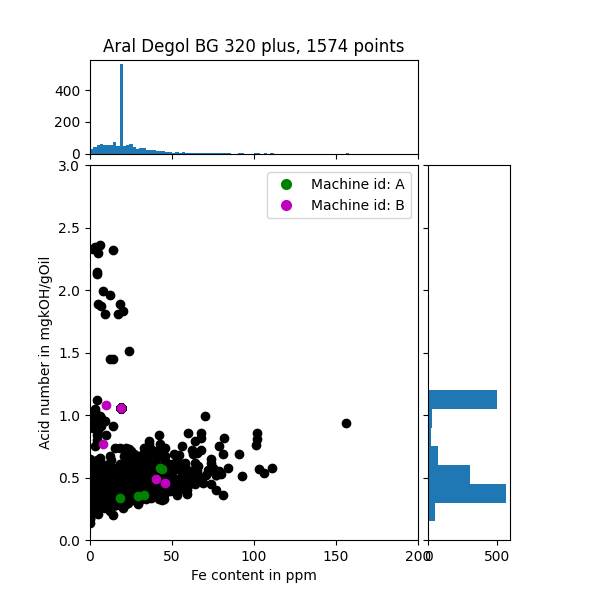 Aral Degol BG 320 plus, 1574 points
400
200
0
3.0
2.5
2.0
1.5
1.0
0.5
0.0
Acid number in mgkOH/gOil
Machine id: A
Machine id: B
0 50 100 150 200
0 500
Fe content in ppm